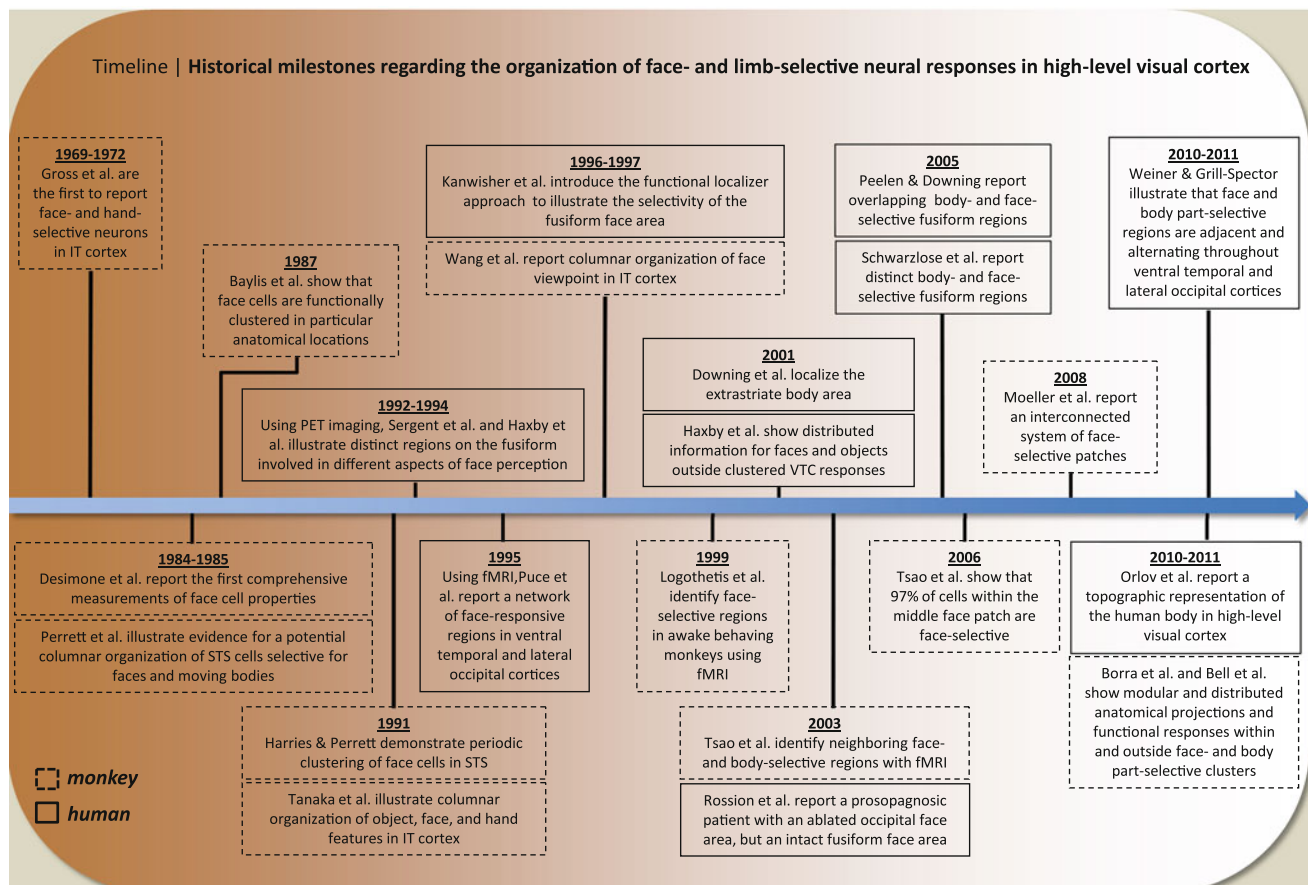 Timeline | Historical milestones regarding the organization of face- and limb-selective neural responses in high-level visual cortex
1969-1972
Gross et al. are
the first to report
face- and hand-
selective neurons
in IT cortex
1987
Baylis et al. show that
face cells are functionally
clustered in particular
anatomical locations
1992-1994
Using PET imaging, Sergent et al. and Haxby et
al. illustrate distinct regions on the fusiform
involved in different aspects of face perception
1996-1997
Kanwisher et al. introduce the functional localizer
approach to illustrate the selectivity of the
fusiform face area
Wang et al. report columnar organization of face
viewpoint in IT cortex
2001
Downing et al. localize the
extrastriate body area
Haxby et al. show distributed
information for faces and objects
outside clustered VTC responses
2005
Peelen & Downing report
overlapping body- and face-
selective fusiform regions
Schwarzlose et al. report
distinct body- and face-
selective fusiform regions
2008
Moeller et al. report
an interconnected
system of face-
selective patches
2010-2011
Weiner & Grill-Spector
illustrate that face and
body part-selective
regions are adjacent and
alternating throughout
ventral temporal and
lateral occipital cortices
1984-1985
Desimone et al. report the first comprehensive
measurements of face cell properties
Perrett et al. illustrate evidence for a potential
columnar organization of STS cells selective for
faces and moving bodies
1991
Harries & Perrett demonstrate periodic
clustering of face cells in STS
Tanaka et al. illustrate columnar
organization of object, face, and hand
features in IT cortex
1995
Using fMRI,Puce et
al. report a network
of face-responsive
regions in ventral
temporal and lateral
occipital cortices
1999
Logothetis et al.
identify face-
selective regions
in awake behaving
monkeys using
fMRI
2003
Tsao et al. identify neighboring face-
and body-selective regions with fMRI
Rossion et al. report a prosopagnosic
patient with an ablated occipital face
area, but an intact fusiform face area
2006
Tsao et al. show that
97% of cells within the
middle face patch are
face-selective
2010-2011
Orlov et al. report a
topographic representation of
the human body in high-level
visual cortex
Borra et al. and Bell et al.
show modular and distributed
anatomical projections and
functional responses within
and outside face- and body
part-selective clusters
monkey
human